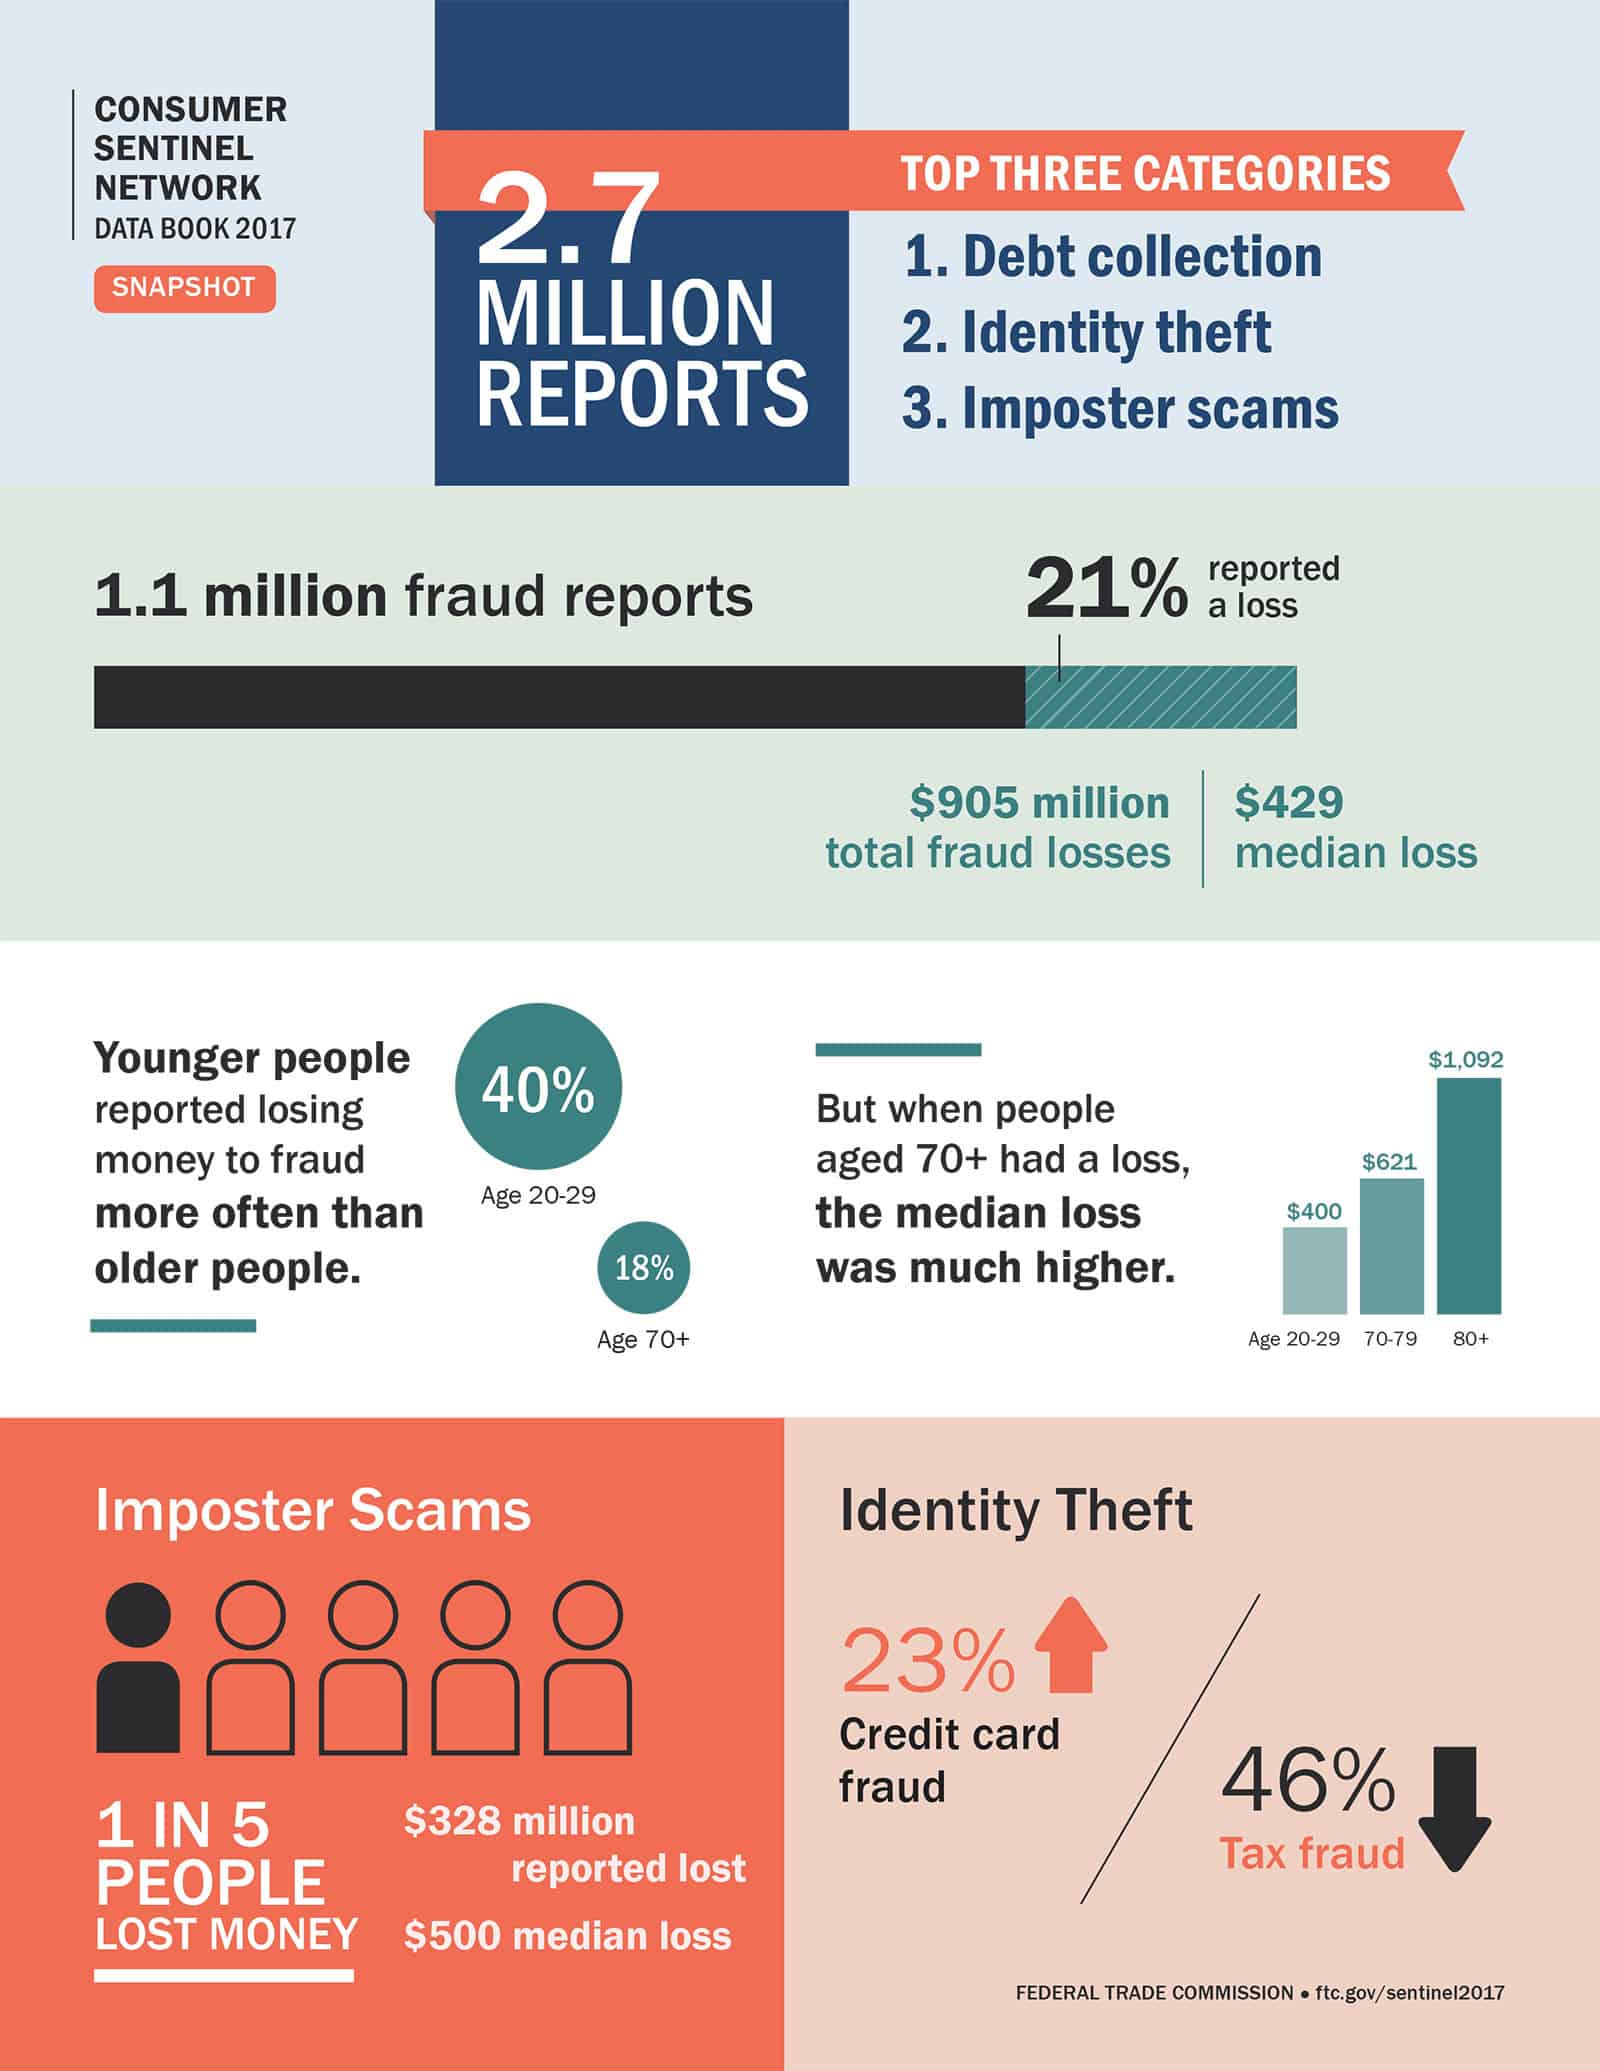 CONSUMER
SENTINEL
NETWORK
DATA BOOK 2017
SNAPSHOT
2.7
MILLION
REPORTS
TOP THREE CATEGORIES
1. Debt collection
2. Identity theft
3. Imposter scams
1.1 million fraud reports
21% reported
a loss
$905 million
total fraud losses
$429
median loss
Younger people
reported losing
money to fraud
more often than
older people.
40%
Age 20-29
18%
Age 70+
But when people
aged 70+ had a loss,
the median loss
was much higher.
$400
$621
$1,092
Age 20-29
70-79
80+
Imposter Scams
1 IN 5
PEOPLE
LOST MONEY
$328 million
reported lost
$500 median loss
Identity Theft
23%
Credit card
fraud
46%
Tax fraud
FEDERAL TRADE COMMISSION • ftc.gov/sentinel2017